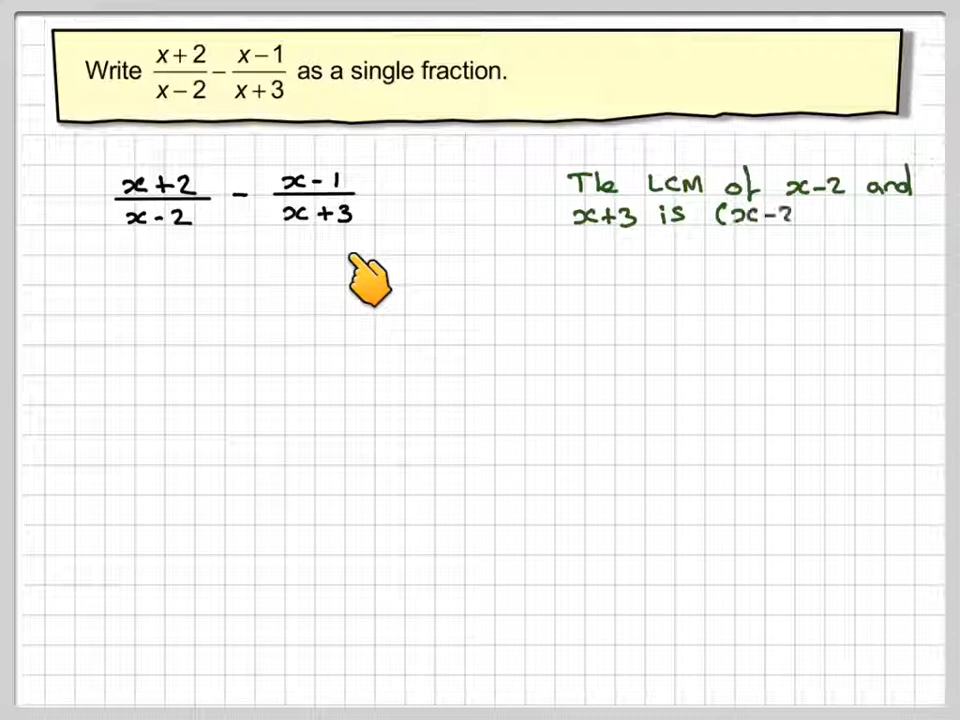 Write (x+2)/(x−2) − (x−1)/(x+3) as a single fraction.
(x+2)/(x-2) - (x-1)/(x+3)
The LCM of x-2 and
x+3 is (x-2